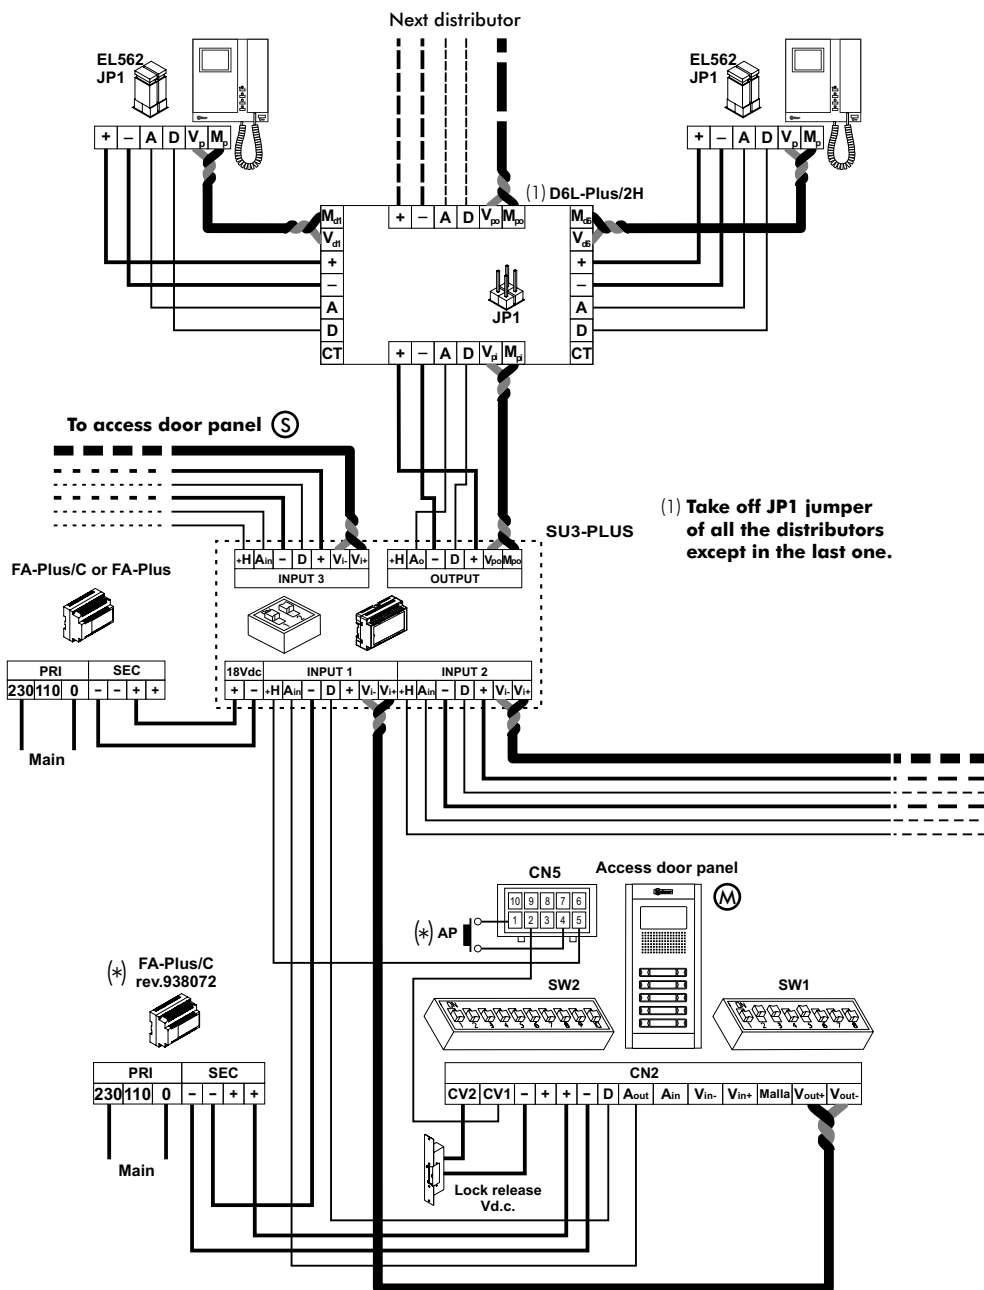 Next distributor
EL562
JP1
EL562
JP1
+ – A D Vp Mp
+ – A D Vp Mp
(1) D6L-Plus/2H
Md1
Vd1
+
–
A
D
CT
+ – A D Vpo Mpo
Md6
Vd6
+
–
A
D
CT
JP1
+ – A D Vpi Mpi
To access door panel S
(1) Take off JP1 jumper
of all the distributors
except in the last one.
SU3-PLUS
+H Ain – D + Vi- Vi+
INPUT 3
+H Ao – D + Vpo Mpo
OUTPUT
FA-Plus/C or FA-Plus
PRI SEC
230 110 0 – – + +
Main
18Vdc INPUT 1 INPUT 2
+ – +H Ain – D + Vi- Vi+ +H Ain – D + Vi- Vi+
CN5
10 9 8 7 6
1 2 3 4 5
(*) AP
Access door panel
M
(*) FA-Plus/C
rev.938072
SW2
SW1
PRI SEC
230 110 0 – – + +
Main
CN2
CV2 CV1 – + + – D Aout Ain Vin- Vin+ Malla Vout+ Vout-
Lock release
Vd.c.